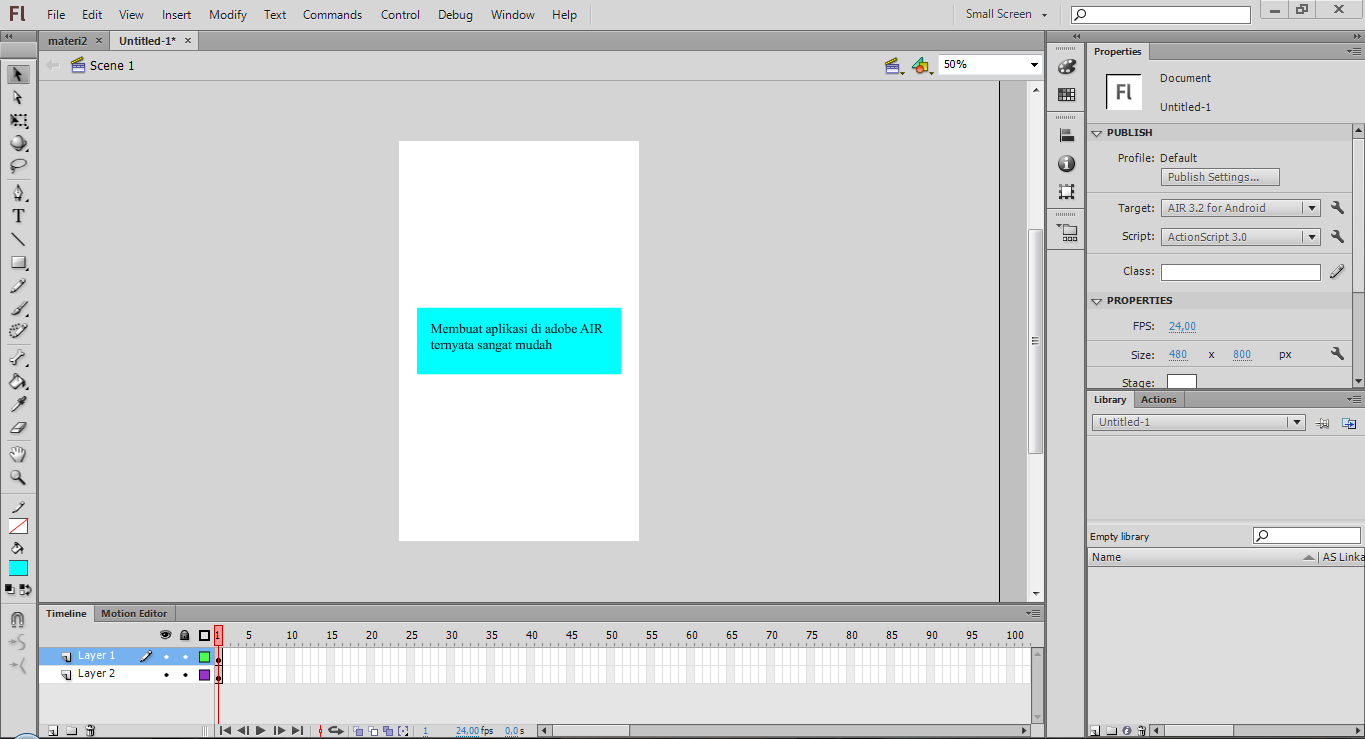 Fl File Edit View Insert Modify Text Commands Control Debug Window Help Small Screen
materi2 × Untitled-1* ×
Scene 1 50%
Membuat aplikasi di adobe AIR
ternyata sangat mudah
T
Properties
Fl Document
Untitled-1
PUBLISH
Profile: Default
Publish Settings...
Target: AIR 3.2 for Android
Script: ActionScript 3.0
Class:
PROPERTIES
FPS: 24,00
Size: 480 x 800 px
Stage:
Library Actions
Untitled-1
Empty library
Name AS Linka
Timeline Motion Editor
1 5 10 15 20 25 30 35 40 45 50 55 60 65 70 75 80 85 90 95 100
Layer 1
Layer 2
1 24,00 fps 0,0 s